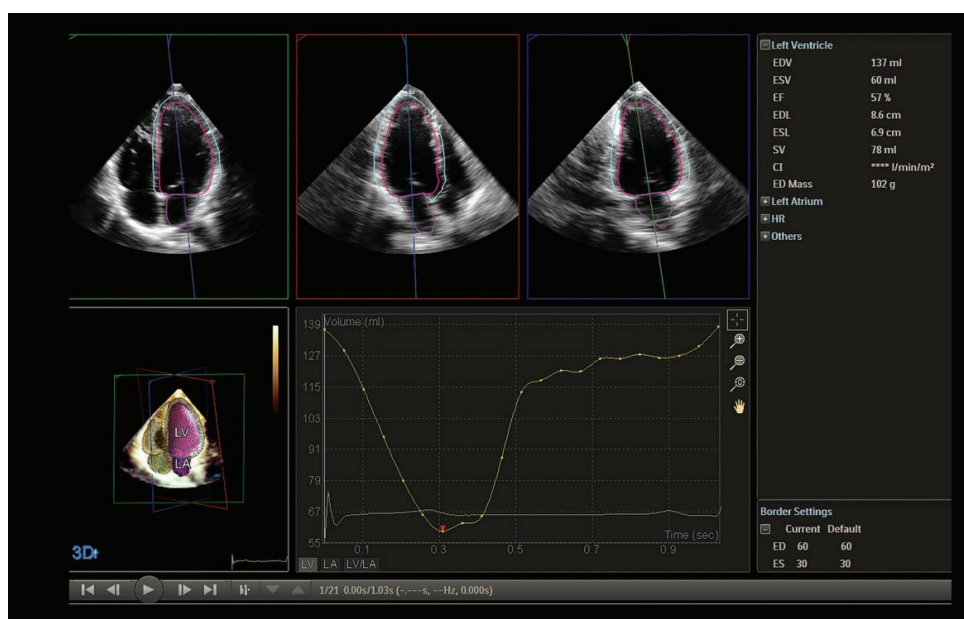 Left Ventricle
EDV 137 ml
ESV 60 ml
EF 57 %
EDL 8.6 cm
ESL 6.9 cm
SV 78 ml
CI **** l/min/m²
ED Mass 102 g
Left Atrium
HR
Others
Volume (ml)
139
127
115
103
91
79
67
55
0.1 0.3 0.5 0.7 0.9
Time (sec)
LV LA LV/LA
LV
LA
3D
Border Settings
Current Default
ED 60 60
ES 30 30
1/21 0.00s/1.03s (-.---s, --Hz, 0.000s)